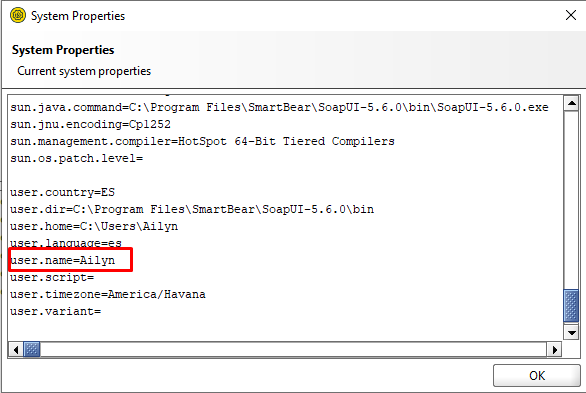 System Properties
System Properties
Current system properties
sun.java.command=C:\Program Files\SmartBear\SoapUI-5.6.0\bin\SoapUI-5.6.0.exe
sun.jnu.encoding=Cp1252
sun.management.compiler=HotSpot 64-Bit Tiered Compilers
sun.os.patch.level=
user.country=ES
user.dir=C:\Program Files\SmartBear\SoapUI-5.6.0\bin
user.home=C:\Users\Ailyn
user.language=es
user.name=Ailyn
user.script=
user.timezone=America/Havana
user.variant=
OK